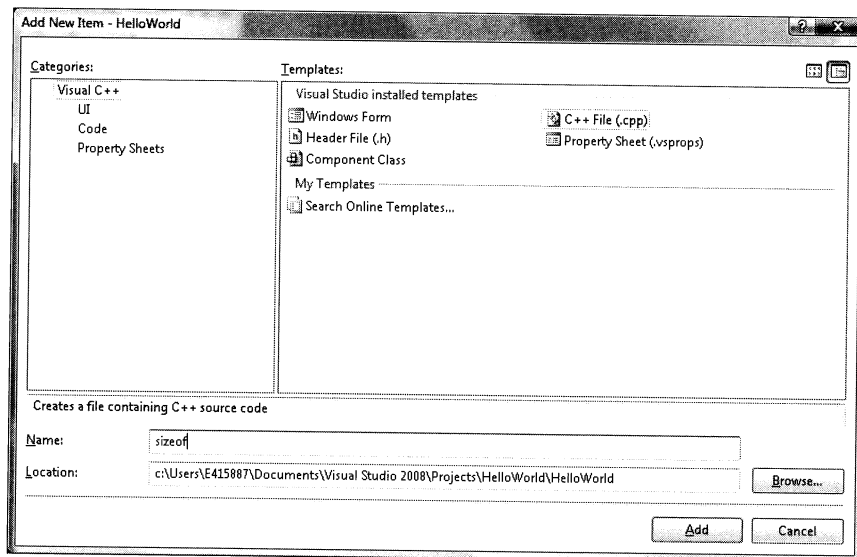 Add New Item - HelloWorld
Categories:
Visual C++
UI
Code
Property Sheets
Templates:
Visual Studio installed templates
Windows Form
Header File (.h)
Component Class
C++ File (.cpp)
Property Sheet (.vsprops)
My Templates
Search Online Templates...
Creates a file containing C++ source code
Name:
sizeof
Location:
c:\Users\E415887\Documents\Visual Studio 2008\Projects\HelloWorld\HelloWorld
Browse...
Add
Cancel